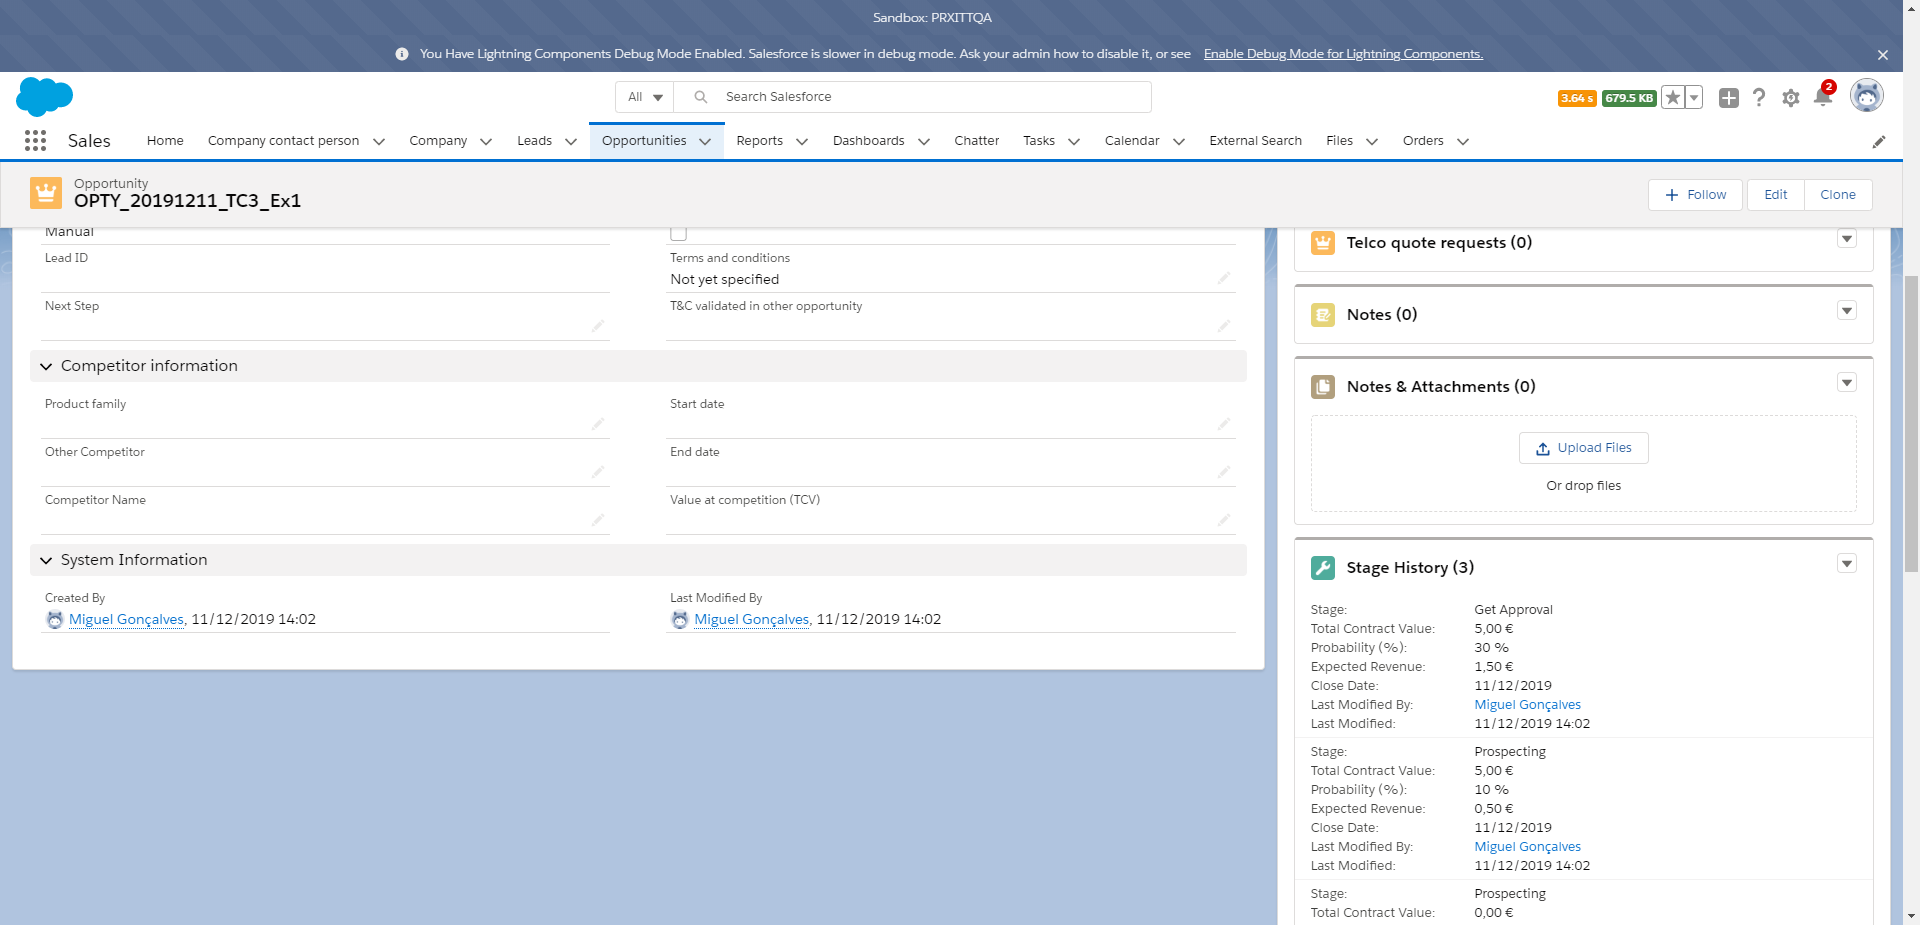 Sandbox: PRXITTQA
You Have Lightning Components Debug Mode Enabled. Salesforce is slower in debug mode. Ask your admin how to disable it, or see Enable Debug Mode for Lightning Components.
All Search Salesforce 3.64 s 679.5 KB 2
Sales Home Company contact person Company Leads Opportunities Reports Dashboards Chatter Tasks Calendar External Search Files Orders
Opportunity
OPTY_20191211_TC3_Ex1
Follow Edit Clone
Manual
Lead ID
Terms and conditions
Not yet specified
Next Step
T&C validated in other opportunity
Competitor information
Product family
Start date
Other Competitor
End date
Competitor Name
Value at competition (TCV)
System Information
Created By
Miguel Gonçalves, 11/12/2019 14:02
Last Modified By
Miguel Gonçalves, 11/12/2019 14:02
Telco quote requests (0)
Notes (0)
Notes & Attachments (0)
Upload Files
Or drop files
Stage History (3)
Stage: Get Approval
Total Contract Value: 5,00 €
Probability (%): 30 %
Expected Revenue: 1,50 €
Close Date: 11/12/2019
Last Modified By: Miguel Gonçalves
Last Modified: 11/12/2019 14:02
Stage: Prospecting
Total Contract Value: 5,00 €
Probability (%): 10 %
Expected Revenue: 0,50 €
Close Date: 11/12/2019
Last Modified By: Miguel Gonçalves
Last Modified: 11/12/2019 14:02
Stage: Prospecting
Total Contract Value: 0,00 €